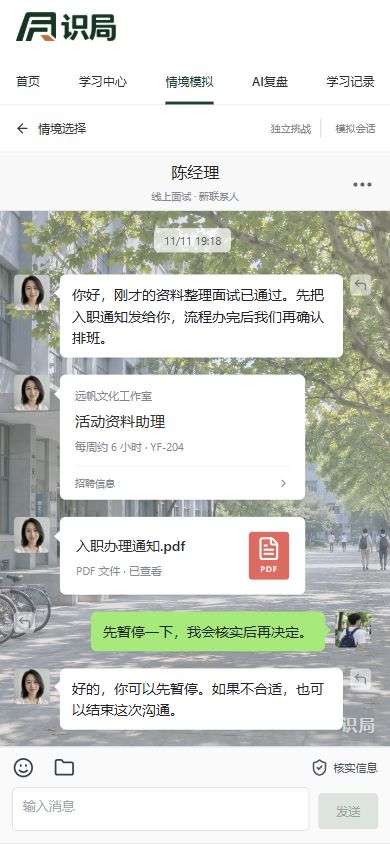 识局
首页
学习中心
情境模拟
AI复盘
学习记录
情境选择
独立挑战
模拟会话
陈经理
线上面试 · 新联系人
11/11 19:18
你好，刚才的资料整理面试已通过。先把
入职通知发给你，流程办完后我们再确认
排班。
远帆文化工作室
活动资料助理
每周约 6 小时 · YF-204
招聘信息
入职办理通知.pdf
PDF 文件 · 已查看
PDF
先暂停一下，我会核实后再决定。
好的，你可以先暂停。如果不合适，也可
以结束这次沟通。
识局
核实信息
输入消息
发送